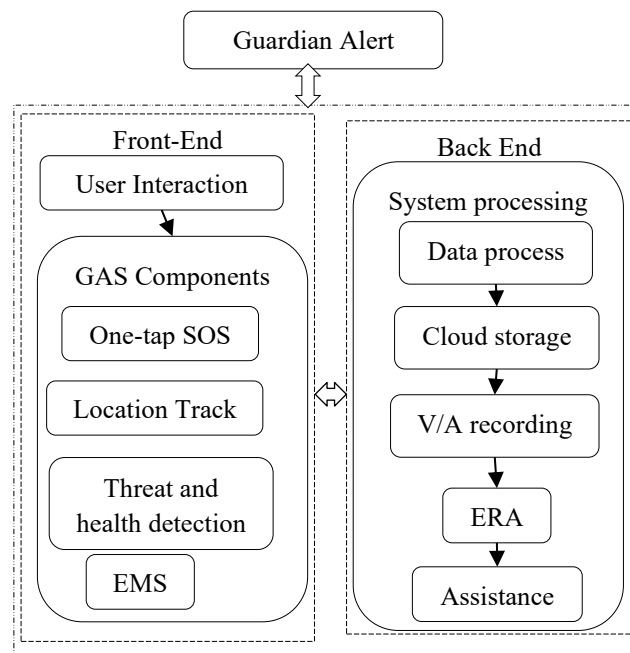 Guardian Alert
Front-End
User Interaction
GAS Components
One-tap SOS
Location Track
Threat and
health detection
EMS
Back End
System processing
Data process
Cloud storage
V/A recording
ERA
Assistance